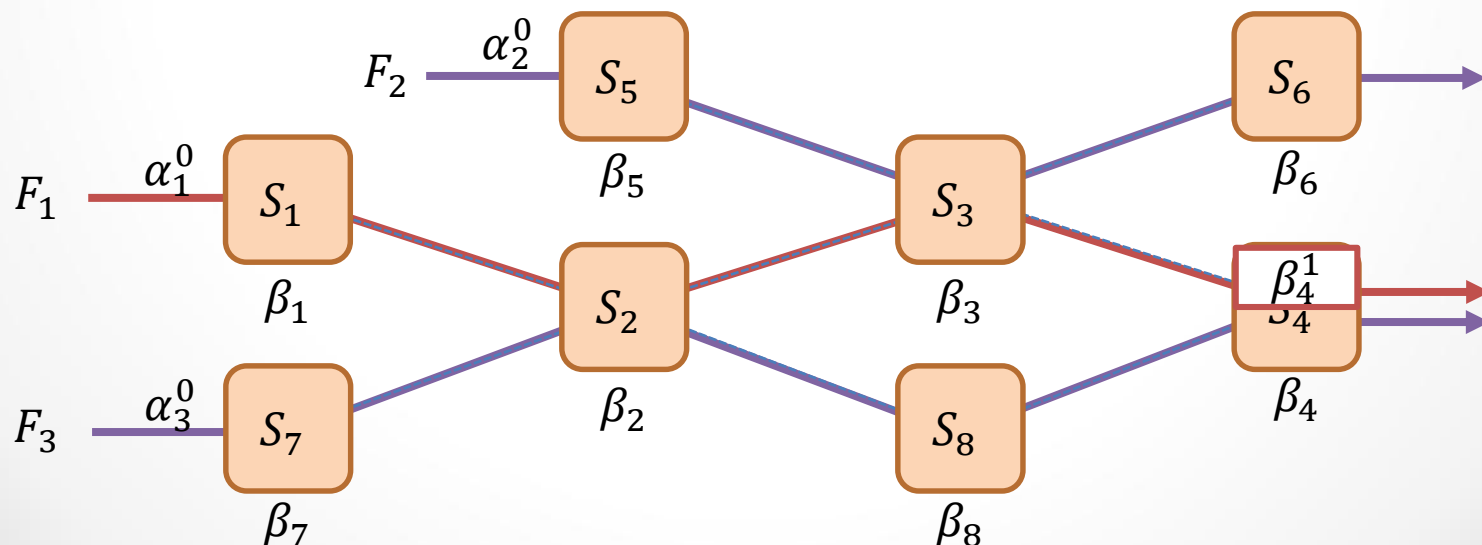 F₂ α₂⁰ S₅ β₅
S₆ β₆
F₁ α₁⁰ S₁ β₁
S₃ β₃
S₂ β₂
β₄¹
S₄ β₄
F₃ α₃⁰ S₇ β₇
S₈ β₈